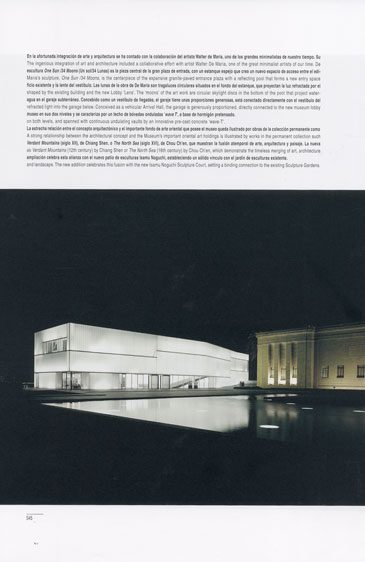 En la afortunada integración de arte y arquitectura se ha contado con la colaboración del artista Walter de Maria, uno de los grandes minimalistas de nuestro tiempo. Su
The ingenious integration of art and architecture included a collaborative effort with artist Walter De Maria, one of the great minimalist artists of our time. De
escultura One Sun /34 Moons (Un sol/34 Lunas) es la pieza central de la gran plaza de entrada, con un estanque espejo que crea un nuevo espacio de acceso entre el edi-
Maria's sculpture, One Sun /34 Moons, is the centerpiece of the expansive granite-paved entrance plaza with a reflecting pool that forms a new entry space
ficio existente y la lente del vestíbulo. Las lunas de la obra de De Maria son tragaluces circulares situados en el fondo del estanque, que proyectan la luz refractada por el
shaped by the existing building and the new Lobby 'Lens'. The 'moons' of the art work are circular skylight discs in the bottom of the pool that project water-
agua en el garaje subterráneo. Concebido como un vestíbulo de llegadas, el garaje tiene unas proporciones generosas, está conectado directamente con el vestíbulo del
refracted light into the garage below. Conceived as a vehicular Arrival Hall, the garage is generously proportioned, directly connected to the new museum lobby
museo en sus dos niveles y se caracteriza por un lecho de bóvedas onduladas 'wave T', a base de hormigón pretensado.
on both levels, and spanned with continuous undulating vaults by an innovative pre-cast concrete 'wave-T'.
La estrecha relación entre el concepto arquitectónico y el importante fondo de arte oriental que posee el museo queda ilustrado por obras de la colección permanente como
A strong relationship between the architectural concept and the Museum's important oriental art holdings is illustrated by works in the permanent collection such
Verdant Mountains (siglo XII), de Chiang Shen, o The North Sea (siglo XVI), de Chou Ch'en, que muestran la fusión atemporal de arte, arquitectura y paisaje. La nueva
as Verdant Mountains (12th century) by Chiang Shen or The North Sea (16th century) by Chou Ch'en, which demonstrate the timeless merging of art, architecture
ampliación celebra esta alianza con el nuevo patio de esculturas Isamu Noguchi, estableciendo un sólido vínculo con el jardín de esculturas existente.
and landscape. The new addition celebrates this fusion with the new Isamu Noguchi Sculpture Court, setting a binding connection to the existing Sculpture Gardens.